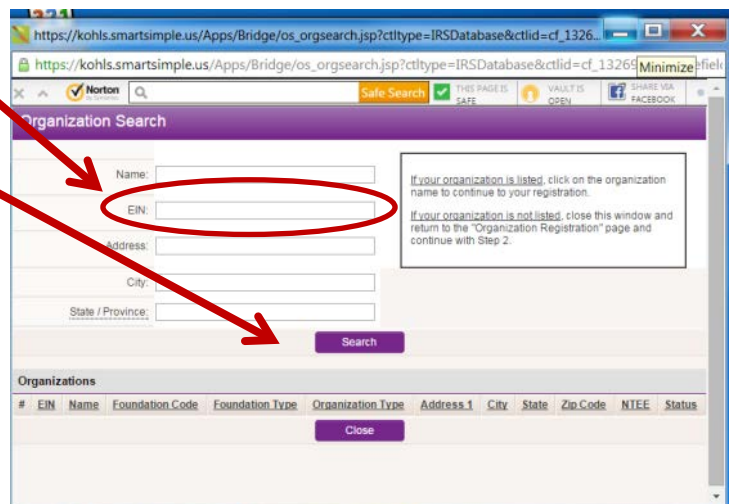 https://kohls.smartsimple.us/Apps/Bridge/os_orgsearch.jsp?ctltype=IRSDatabase&ctlid=cf_1326...
https://kohls.smartsimple.us/Apps/Bridge/os_orgsearch.jsp?ctltype=IRSDatabase&ctlid=cf_1326
Minimize
Norton
by Symantec
Safe Search
THIS PAGE IS SAFE
VAULT IS OPEN
SHARE VIA FACEBOOK
Organization Search
Name:
EIN:
Address:
City:
State / Province:
If your organization is listed, click on the organization
name to continue to your registration.
If your organization is not listed, close this window and
return to the "Organization Registration" page and
continue with Step 2.
Search
Organizations
# EIN Name Foundation Code Foundation Type Organization Type Address 1 City State Zip Code NTEE Status
Close